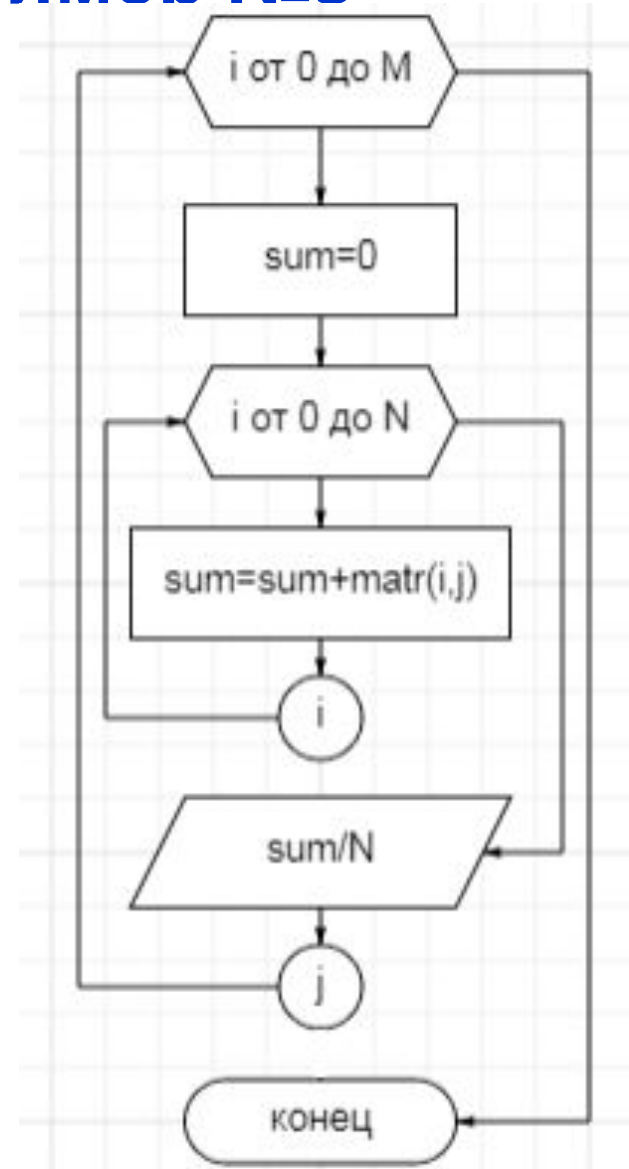 i от 0 до M
sum=0
i от 0 до N
sum=sum+matr(i,j)
i
sum/N
j
конец